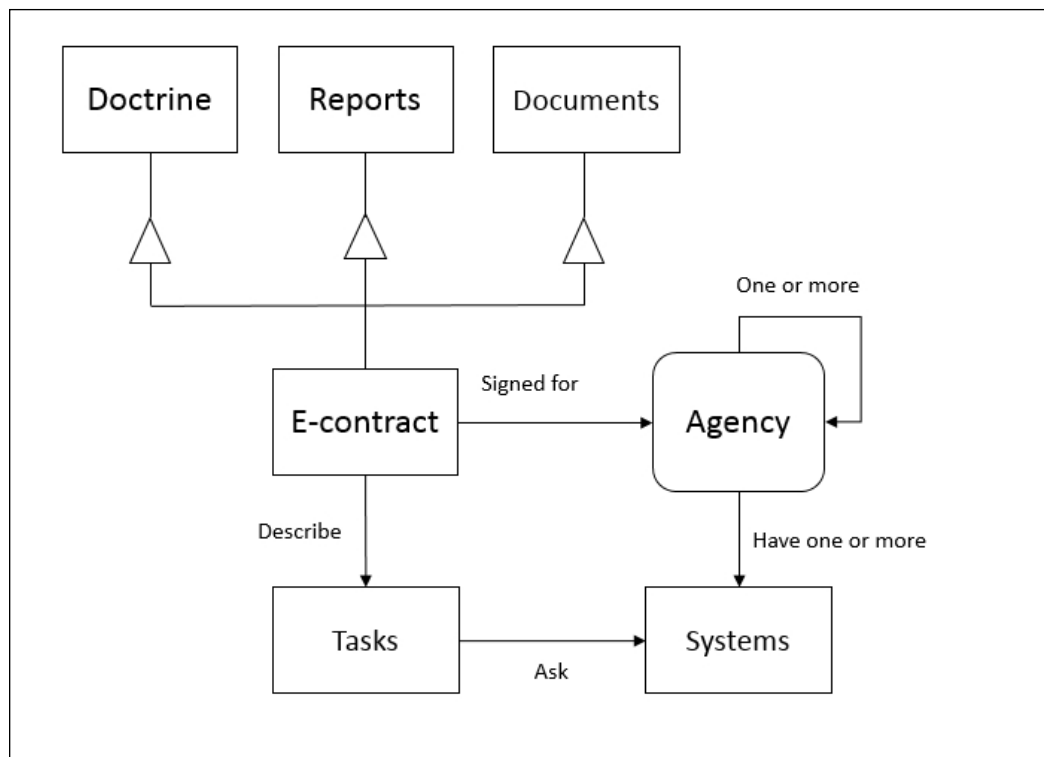 Doctrine
Reports
Documents
One or more
Signed for
E-contract
Agency
Describe
Have one or more
Tasks
Ask
Systems